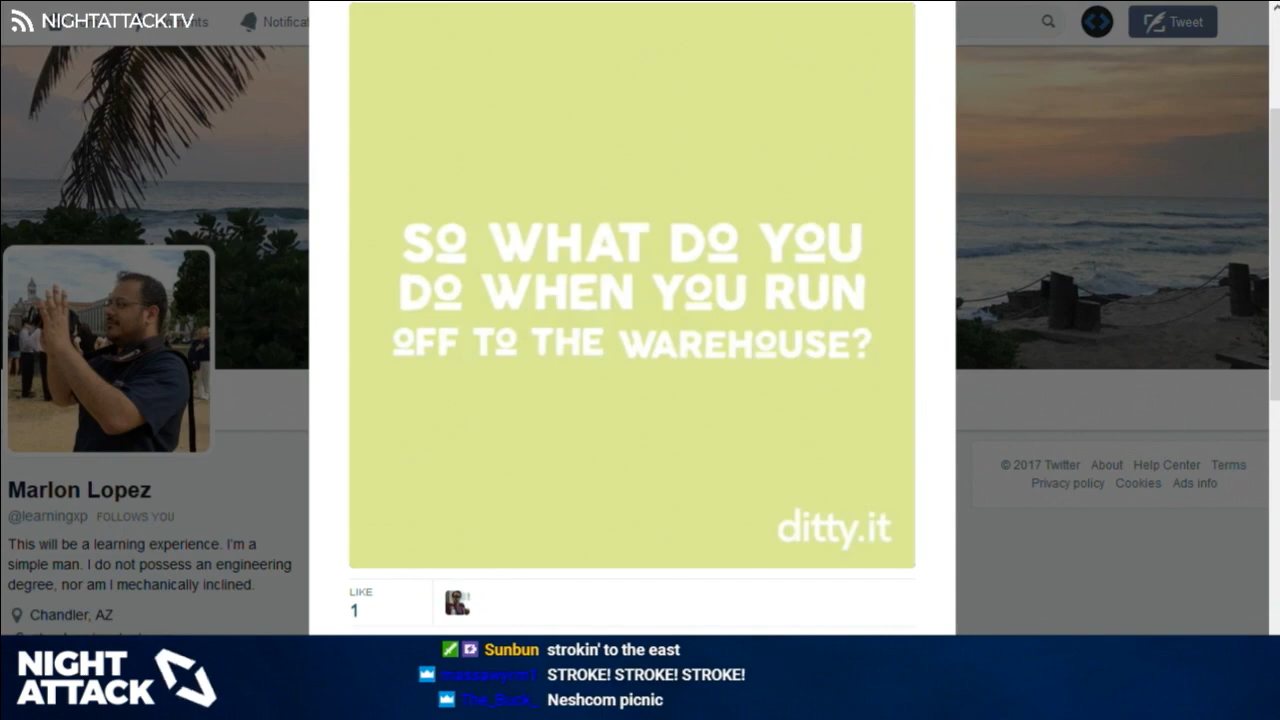 NIGHTATTACK.TV
Notifica
Tweet
SO WHAT DO YOU
DO WHEN YOU RUN
OFF TO THE WAREHOUSE?
ditty.it
Marlon Lopez
@learningxp FOLLOWS YOU
This will be a learning experience. I'm a
simple man. I do not possess an engineering
degree, nor am I mechanically inclined.
Chandler, AZ
© 2017 Twitter About Help Center Terms
Privacy policy Cookies Ads info
LIKE
1
NIGHT
ATTACK
Sunbun strokin' to the east
massawyrm1 STROKE! STROKE! STROKE!
The_Buck_ Neshcom picnic